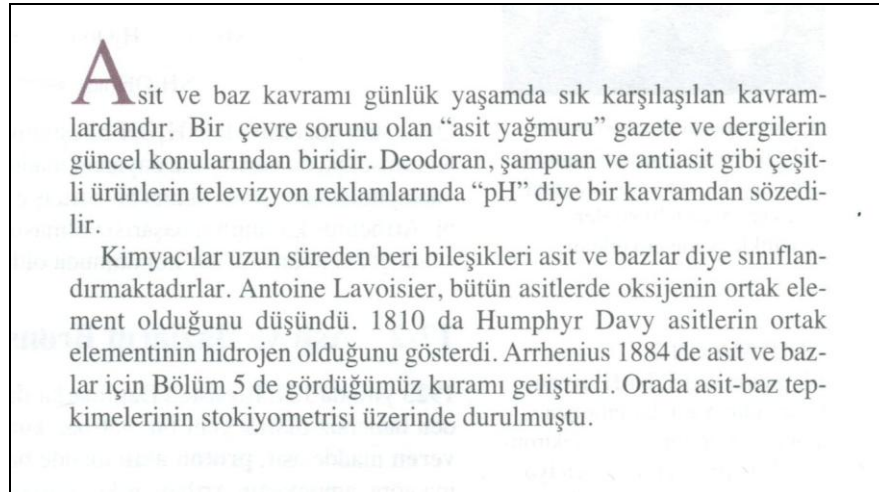 Asit ve baz kavramı günlük yaşamda sık karşılaşılan kavram-
lardandır. Bir çevre sorunu olan “asit yağmuru” gazete ve dergilerin
güncel konularından biridir. Deodoran, şampuan ve antiasit gibi çeşit-
li ürünlerin televizyon reklamlarında “pH” diye bir kavramdan sözedi-
lir.
Kimyacılar uzun süreden beri bileşikleri asit ve bazlar diye sınıflan-
dırmaktadırlar. Antoine Lavoisier, bütün asitlerde oksijenin ortak ele-
ment olduğunu düşündü. 1810 da Humphyr Davy asitlerin ortak
elementinin hidrojen olduğunu gösterdi. Arrhenius 1884 de asit ve baz-
lar için Bölüm 5 de gördüğümüz kuramı geliştirdi. Orada asit-baz tep-
kimelerinin stokiyometrisi üzerinde durulmuştu.